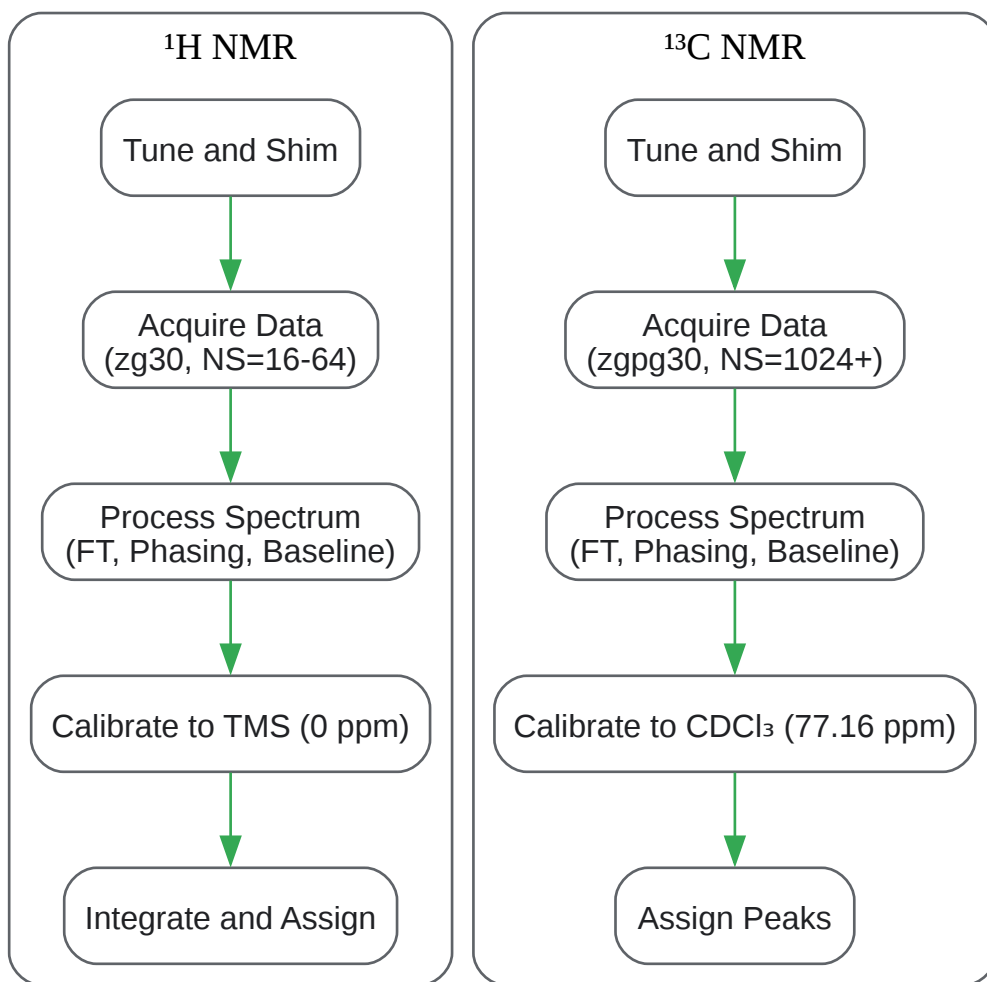 ¹H NMR
Tune and Shim
Acquire Data
(zg30, NS=16-64)
Process Spectrum
(FT, Phasing, Baseline)
Calibrate to TMS (0 ppm)
Integrate and Assign
¹³C NMR
Tune and Shim
Acquire Data
(zgpg30, NS=1024+)
Process Spectrum
(FT, Phasing, Baseline)
Calibrate to CDCl₃ (77.16 ppm)
Assign Peaks